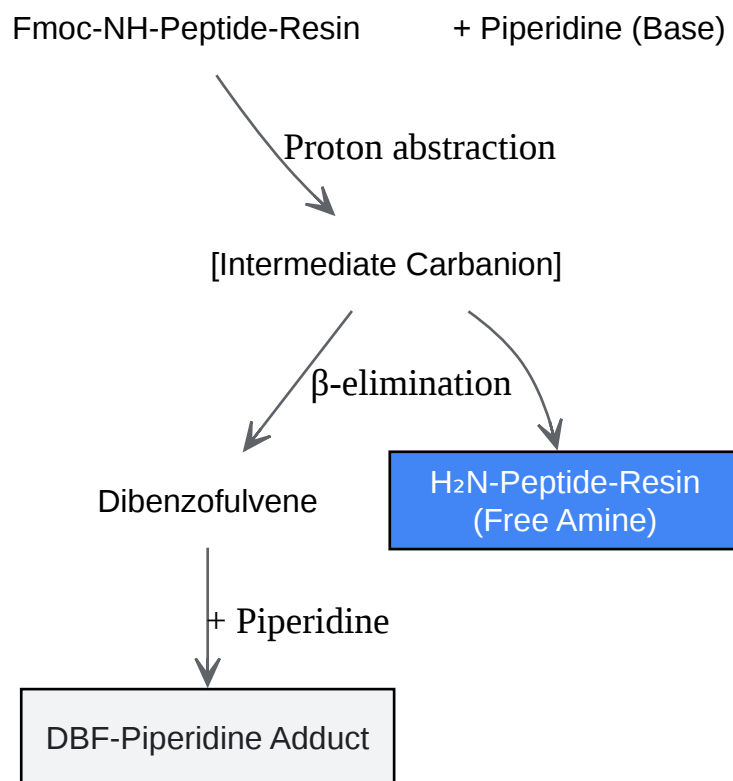 Fmoc-NH-Peptide-Resin + Piperidine (Base)
Proton abstraction
[Intermediate Carbanion]
β-elimination
Dibenzofulvene
H₂N-Peptide-Resin
(Free Amine)
+ Piperidine
DBF-Piperidine Adduct